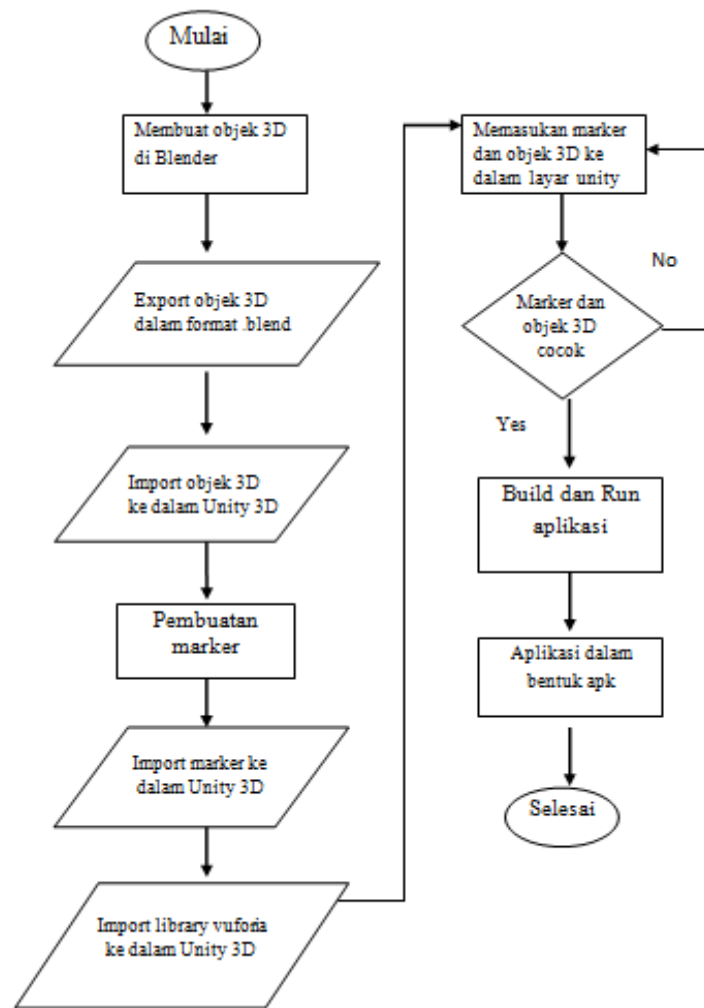 Mulai
Membuat objek 3D
di Blender
Export objek 3D
dalam format .blend
Import objek 3D
ke dalam Unity 3D
Pembuatan
marker
Import marker ke
dalam Unity 3D
Import library vuforia
ke dalam Unity 3D
Memasukan marker
dan objek 3D ke
dalam layar unity
No
Marker dan
objek 3D
cocok
Yes
Build dan Run
aplikasi
Aplikasi dalam
bentuk apk
Selesai